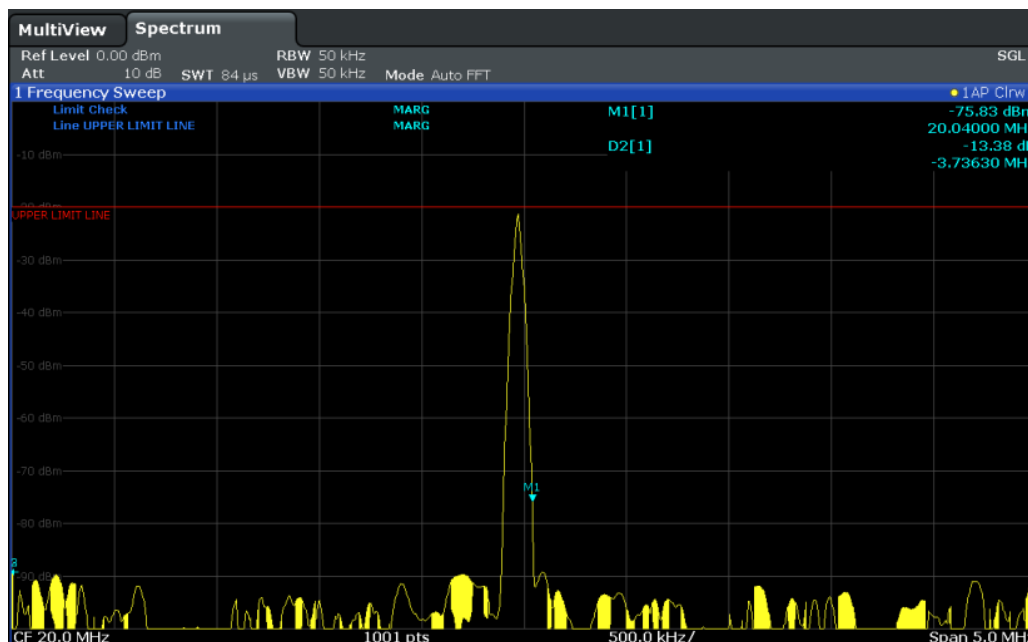 MultiView Spectrum
Ref Level 0.00 dBm RBW 50 kHz SGL
Att 10 dB SWT 84 µs VBW 50 kHz Mode Auto FFT
1 Frequency Sweep 1AP Clrw
Limit Check MARG M1[1] -75.83 dBm
Line UPPER LIMIT LINE MARG 20.04000 MH
D2[1] -13.38 d
-3.73630 MH
-10 dBm
UPPER LIMIT LINE
-30 dBm
-40 dBm
-50 dBm
-60 dBm
-70 dBm
M1
-80 dBm
-90 dBm
CF 20.0 MHz 1001 pts 500.0 kHz/ Span 5.0 MHz